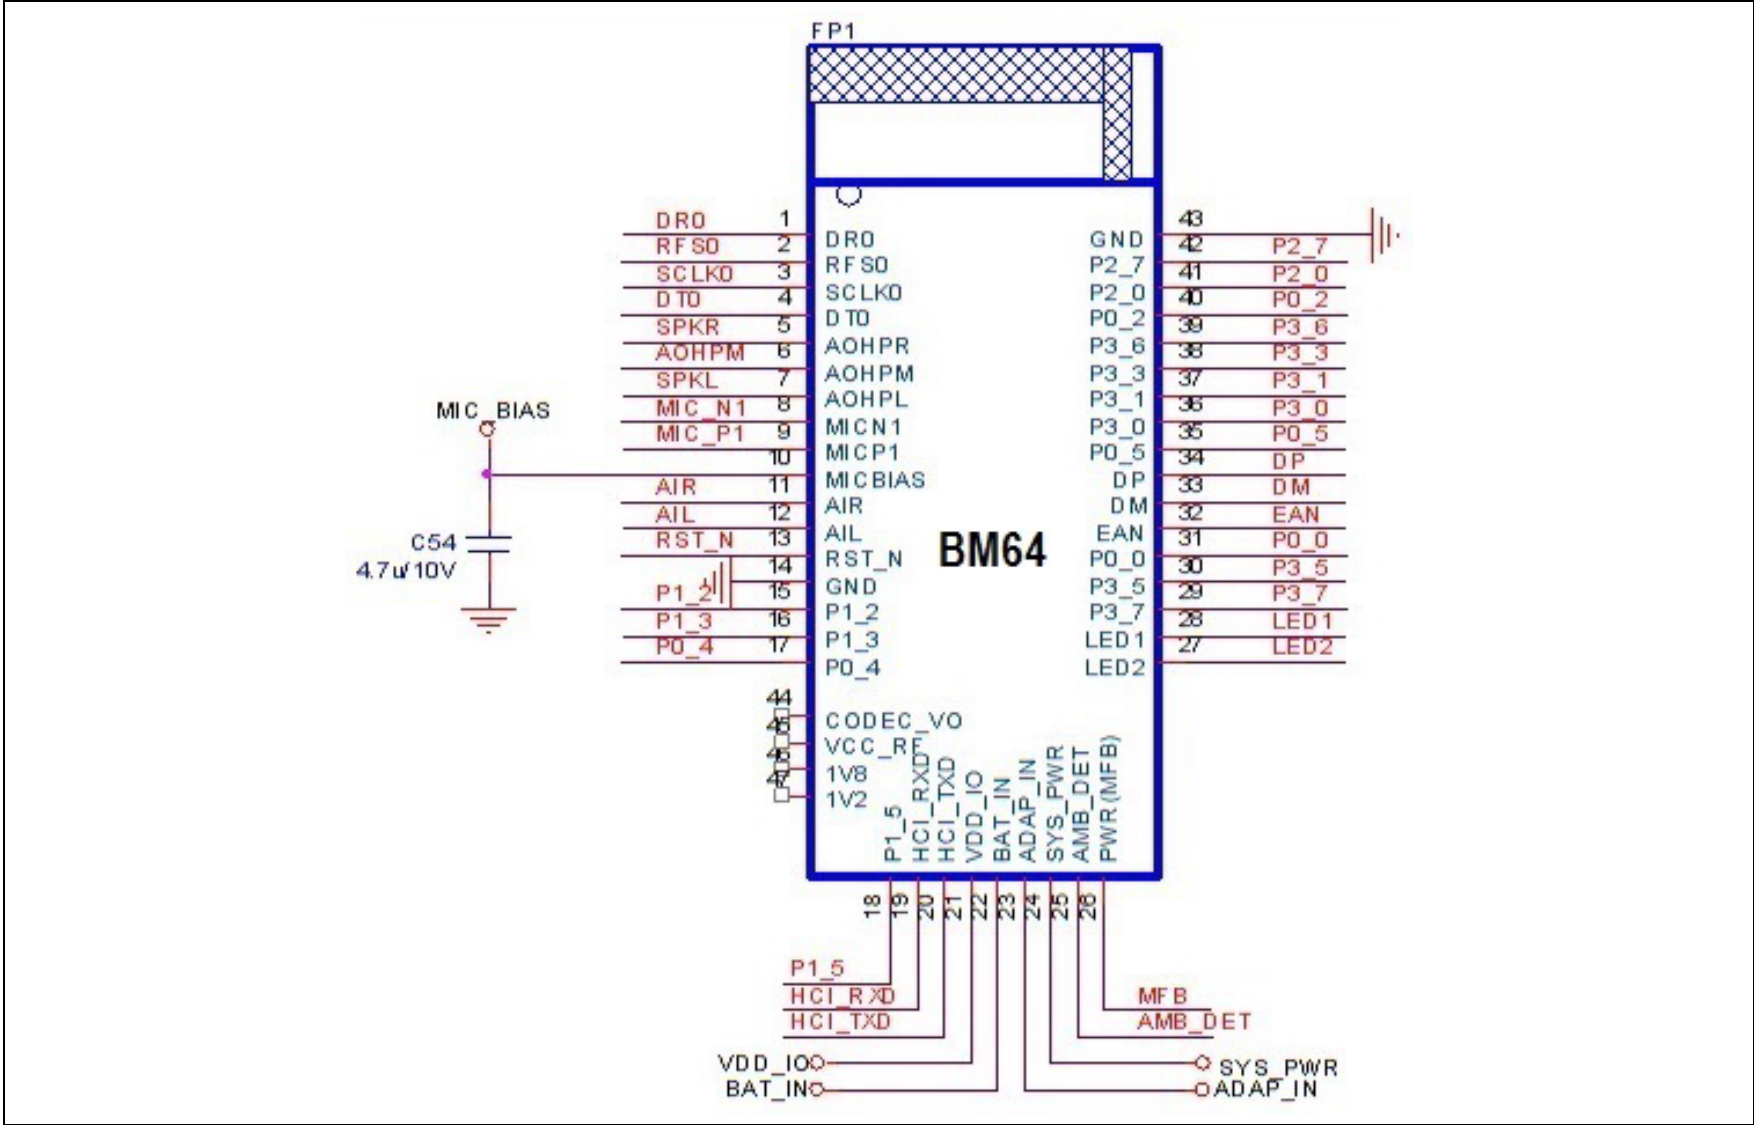 FP1
DR0 1 DR0 GND 43
RFS0 2 RFS0 P2_7 42 P2_7
SCLK0 3 SCLK0 P2_0 41 P2_0
DT0 4 DT0 P0_2 40 P0_2
SPKR 5 AOHPR P3_6 39 P3_6
AOHPM 6 AOHPM P3_3 38 P3_3
SPKL 7 AOHPL P3_1 37 P3_1
MIC_N1 8 MICN1 P3_0 36 P3_0
MIC_P1 9 MICP1 P0_5 35 P0_5
MIC_BIAS
10 MICBIAS DP 34 DP
AIR 11 AIR DM 33 DM
AIL 12 AIL EAN 32 EAN
RST_N 13 RST_N P0_0 31 P0_0
BM64
C54
4.7u/10V
14 GND P3_5 30 P3_5
P1_2 15 P1_2 P3_7 29 P3_7
P1_3 16 P1_3 LED1 28 LED1
P0_4 17 P0_4 LED2 27 LED2
44 CODEC_VO
45 VCC_RF
46 1V8
47 1V2
P1_5 HCI_RXD HCI_TXD VDD_IO BAT_IN ADAP_IN SYS_PWR AMB_DET PWR(MFB)
18 19 20 21 22 23 24 25 26
P1_5
HCI_RXD MFB
HCI_TXD AMB_DET
VDD_IO SYS_PWR
BAT_IN ADAP_IN